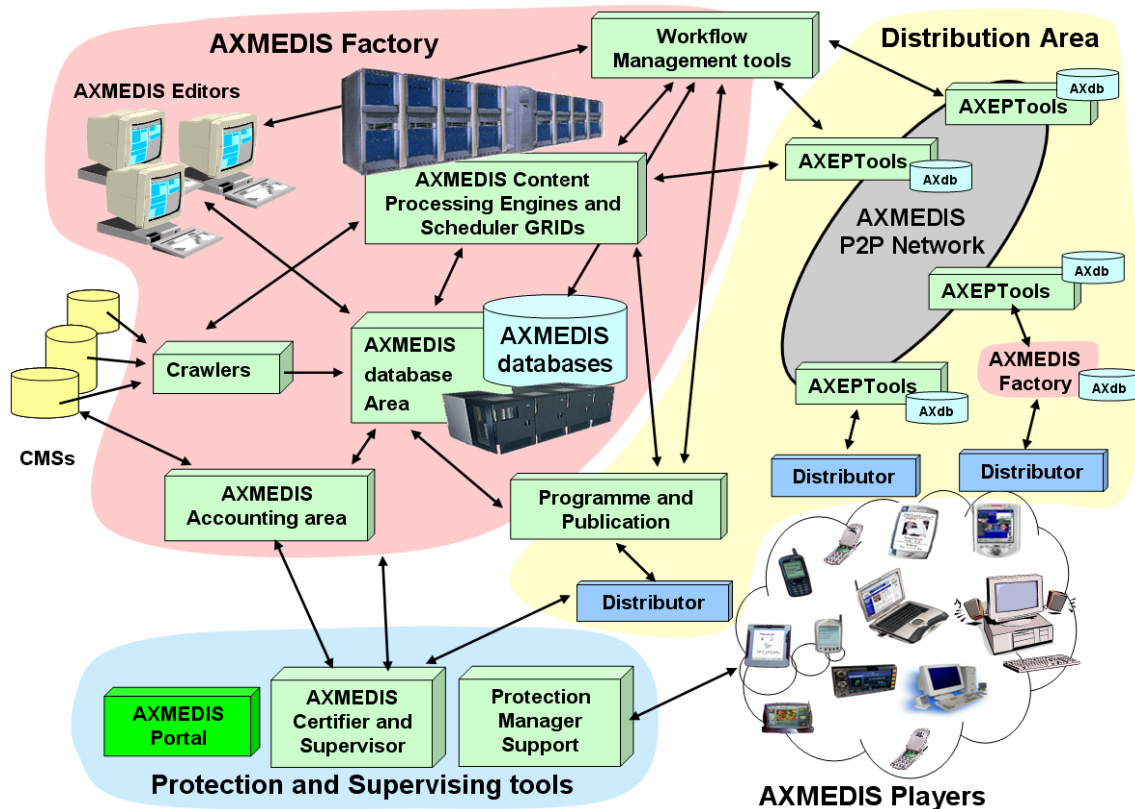 AXMEDIS Factory
Workflow
Management tools
Distribution Area
AXMEDIS Editors
AXdb
AXEPTools
AXEPTools
AXdb
AXMEDIS Content
Processing Engines and
Scheduler GRIDs
AXMEDIS
P2P Network
AXdb
AXEPTools
AXMEDIS
database
Area
AXMEDIS
databases
Crawlers
AXMEDIS
Factory
AXdb
AXEPTools
AXdb
CMSs
Distributor
Distributor
AXMEDIS
Accounting area
Programme and
Publication
Distributor
AXMEDIS
Portal
AXMEDIS
Certifier and
Supervisor
Protection
Manager
Support
Protection and Supervising tools
AXMEDIS Players